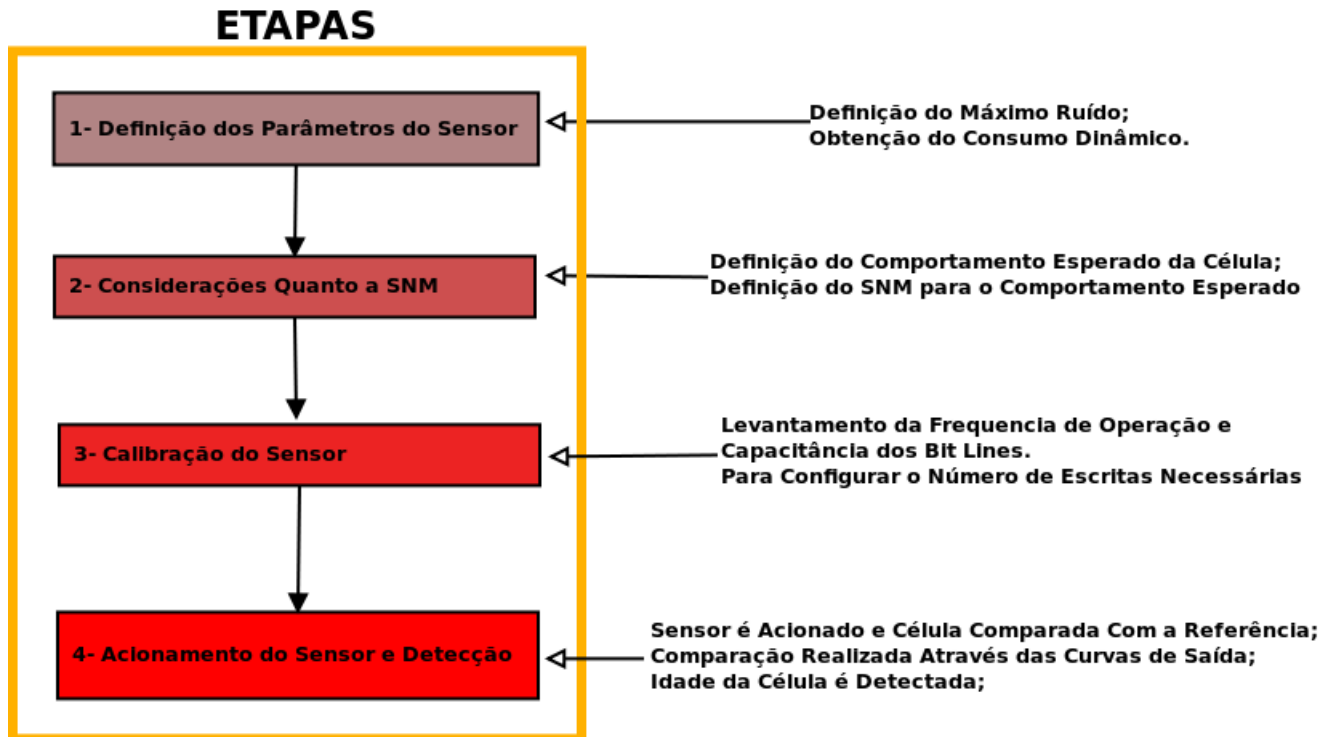 ETAPAS
1- Definição dos Parâmetros do Sensor
Definição do Máximo Ruído;
Obtenção do Consumo Dinâmico.
2- Considerações Quanto a SNM
Definição do Comportamento Esperado da Célula;
Definição do SNM para o Comportamento Esperado
3- Calibração do Sensor
Levantamento da Frequencia de Operação e
Capacitância dos Bit Lines.
Para Configurar o Número de Escritas Necessárias
4- Acionamento do Sensor e Detecção
Sensor é Acionado e Célula Comparada Com a Referência;
Comparação Realizada Através das Curvas de Saída;
Idade da Célula é Detectada;